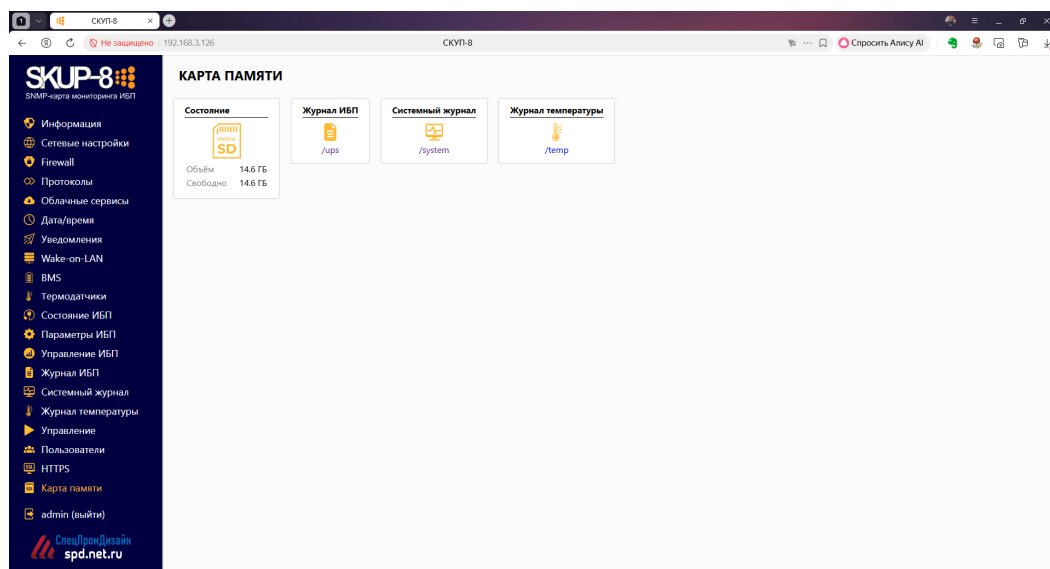 1
СКУП-8
Не защищено
192.168.3.126
СКУП-8
Спросить Алису AI
SKUP-8
SNMP-карта мониторинга ИБП
Информация
Сетевые настройки
Firewall
Протоколы
Облачные сервисы
Дата/время
Уведомления
Wake-on-LAN
BMS
Термодатчики
Состояние ИБП
Параметры ИБП
Управление ИБП
Журнал ИБП
Системный журнал
Журнал температуры
Управление
Пользователи
HTTPS
Карта памяти
admin (выйти)
СпецПромДизайн
spd.net.ru
КАРТА ПАМЯТИ
Состояние
micro
SD
Объём 14.6 ГБ
Свободно 14.6 ГБ
Журнал ИБП
/ups
Системный журнал
/system
Журнал температуры
/temp